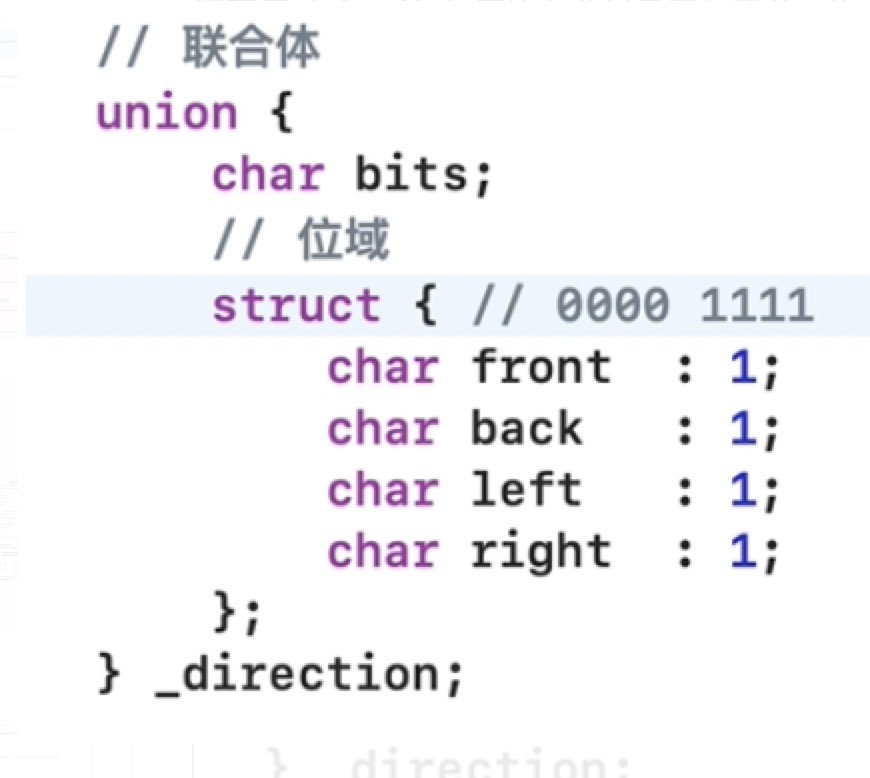 // 联合体
union {
    char bits;
    // 位域
    struct { // 0000 1111
        char front  : 1;
        char back   : 1;
        char left   : 1;
        char right  : 1;
    };
} _direction;
} _direction;